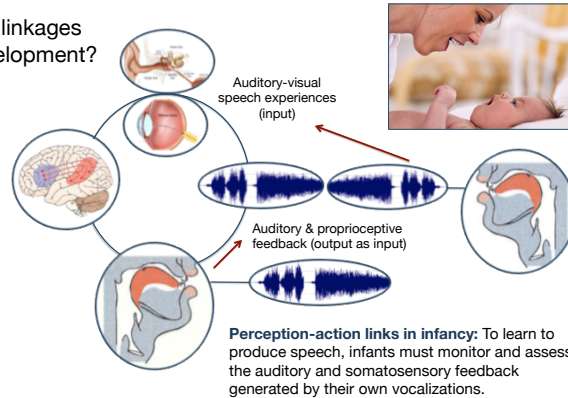 linkages
elopment?
Auditory-visual
speech experiences
(input)
Auditory & proprioceptive
feedback (output as input)
Perception-action links in infancy: To learn to
produce speech, infants must monitor and assess
the auditory and somatosensory feedback
generated by their own vocalizations.